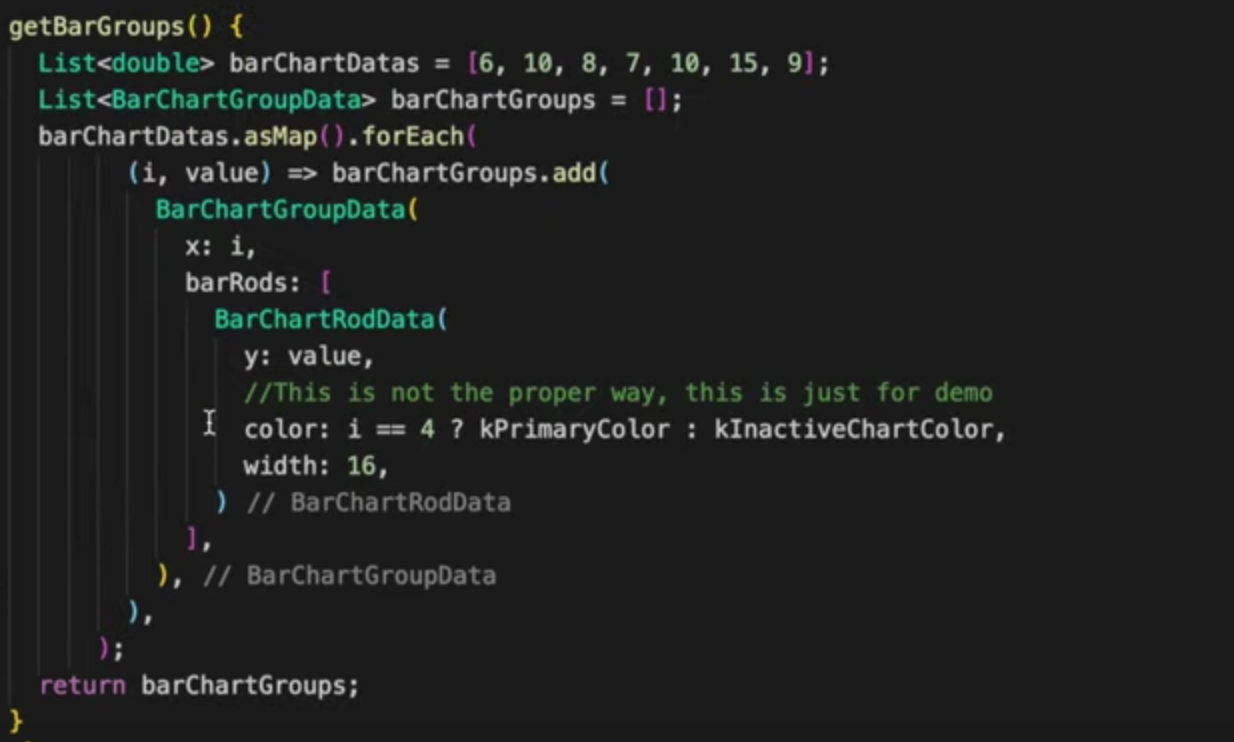 getBarGroups() {
List<double> barChartDatas = [6, 10, 8, 7, 10, 15, 9];
List<BarChartGroupData> barChartGroups = [];
barChartDatas.asMap().forEach(
(i, value) => barChartGroups.add(
BarChartGroupData(
x: i,
barRods: [
BarChartRodData(
y: value,
//This is not the proper way, this is just for demo
color: i == 4 ? kPrimaryColor : kInactiveChartColor,
width: 16,
) // BarChartRodData
],
), // BarChartGroupData
),
);
return barChartGroups;
}